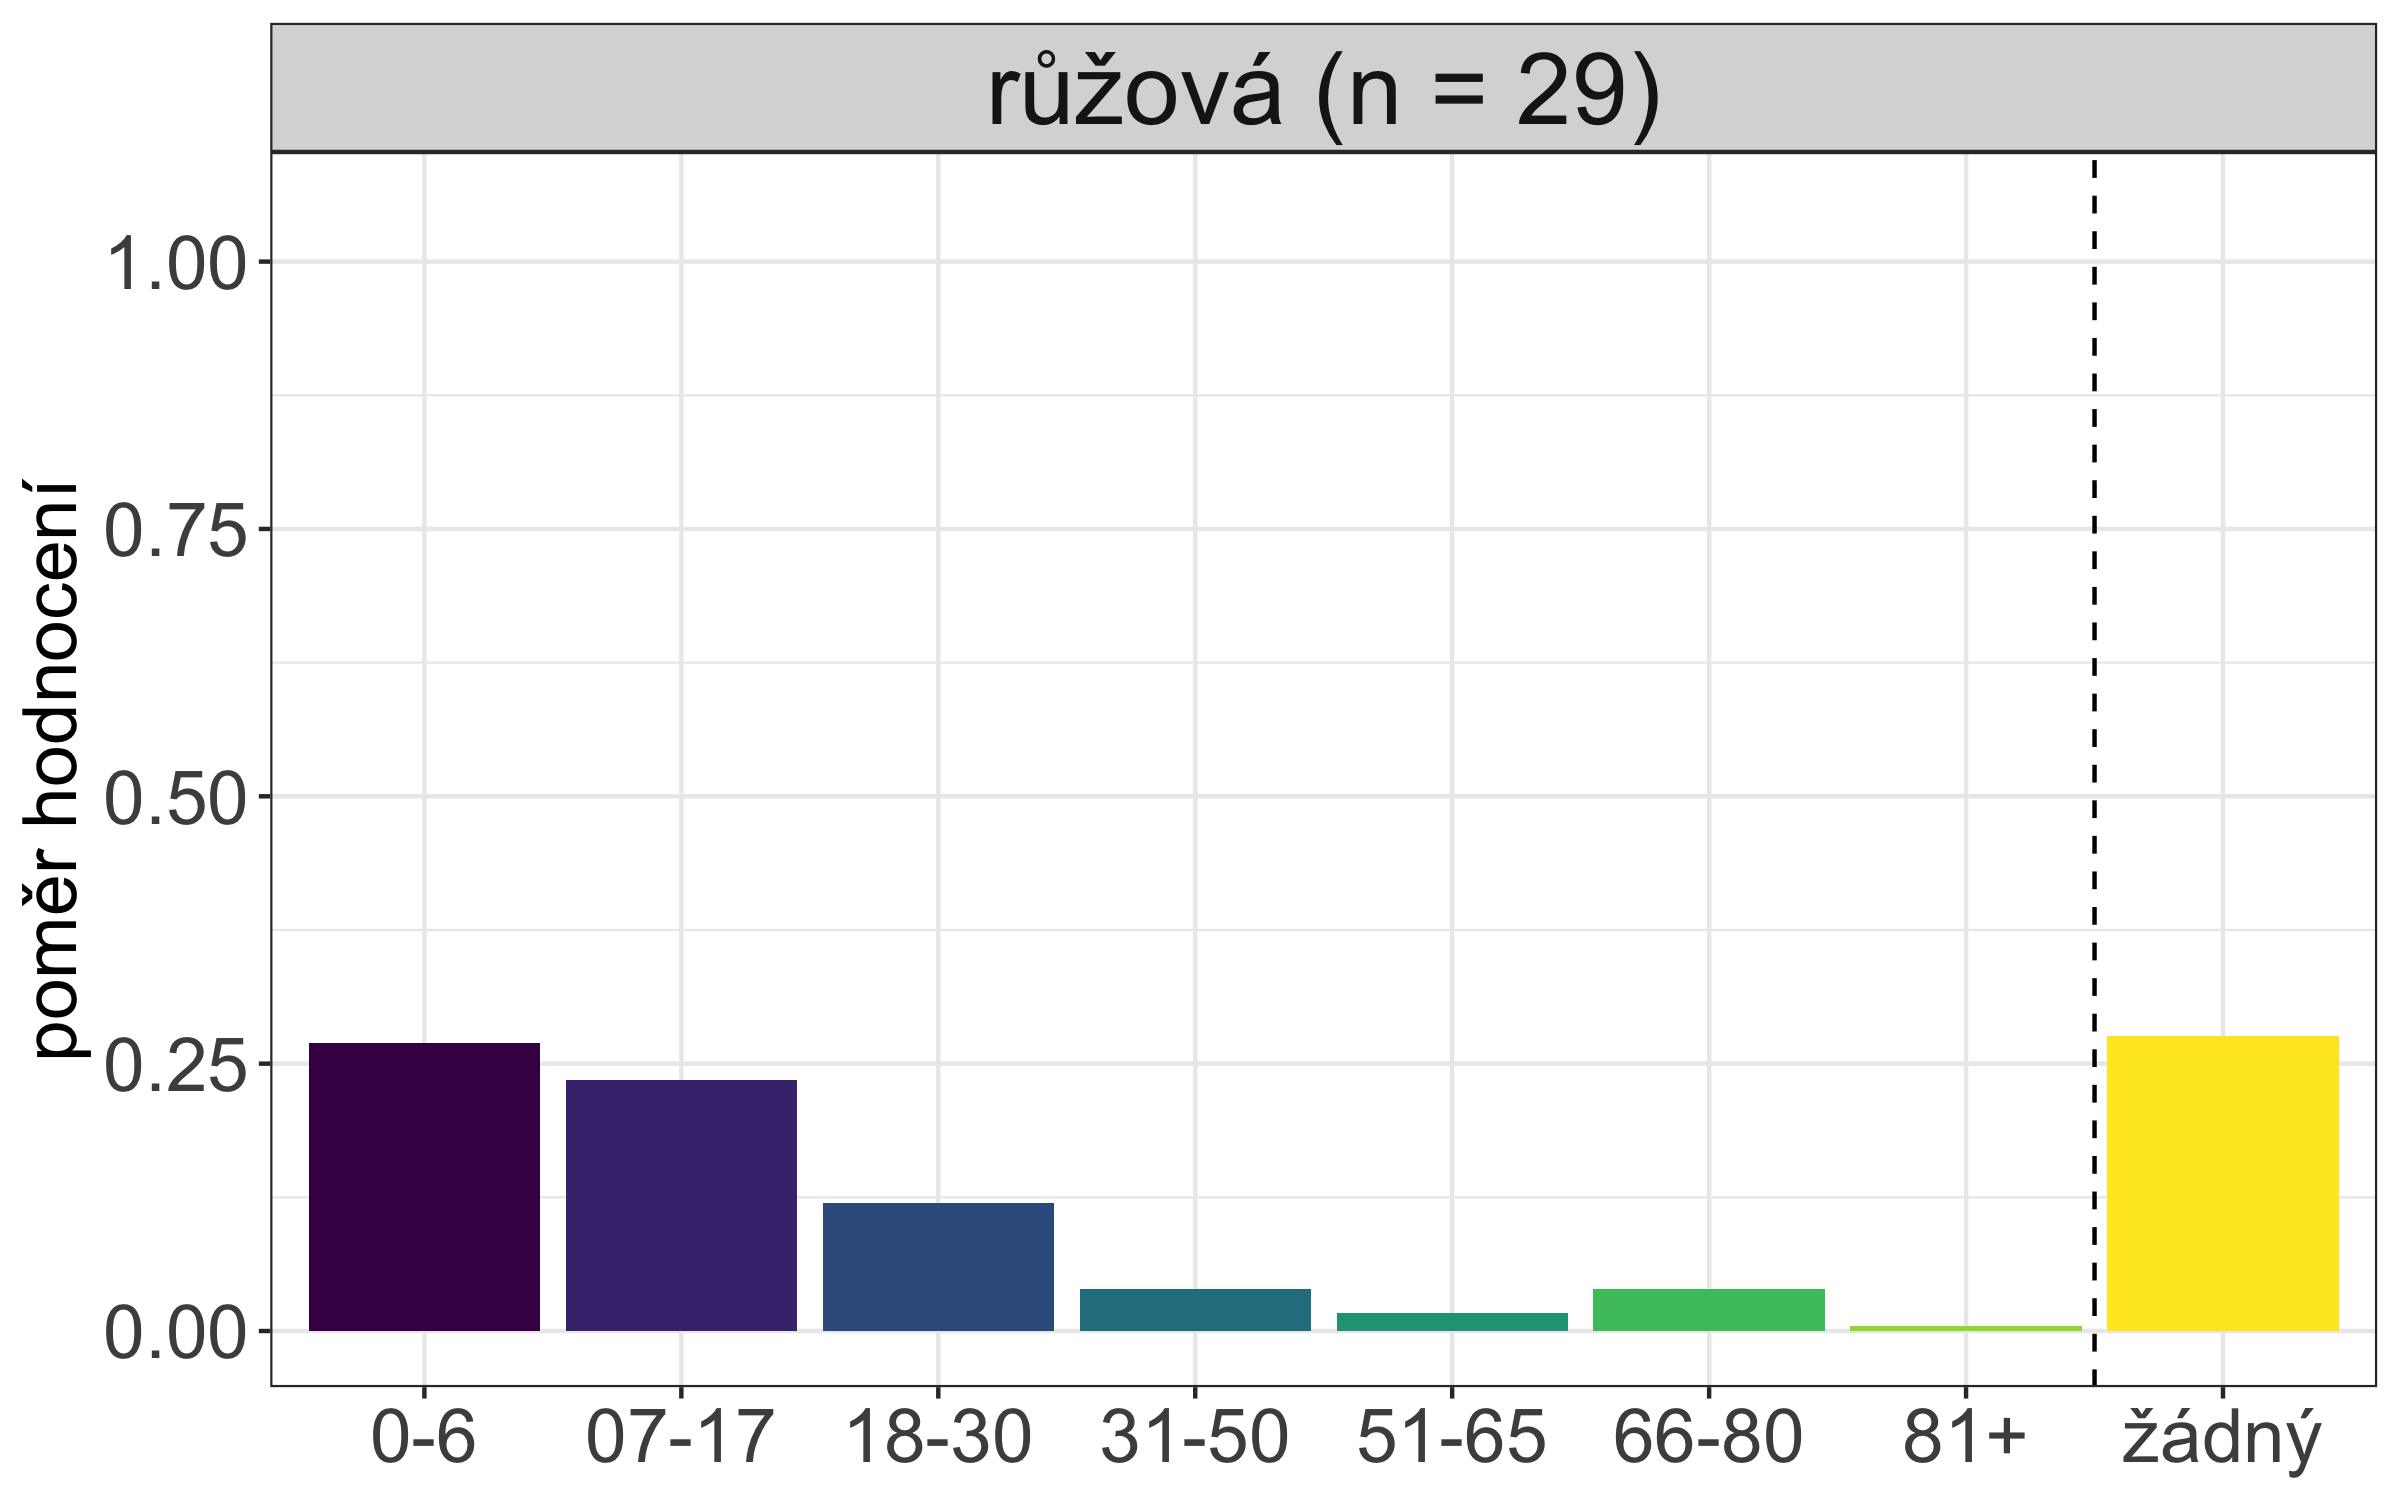 růžová (n = 29)
poměr hodnocení
1.00
0.75
0.50
0.25
0.00
0-6 07-17 18-30 31-50 51-65 66-80 81+ žádný